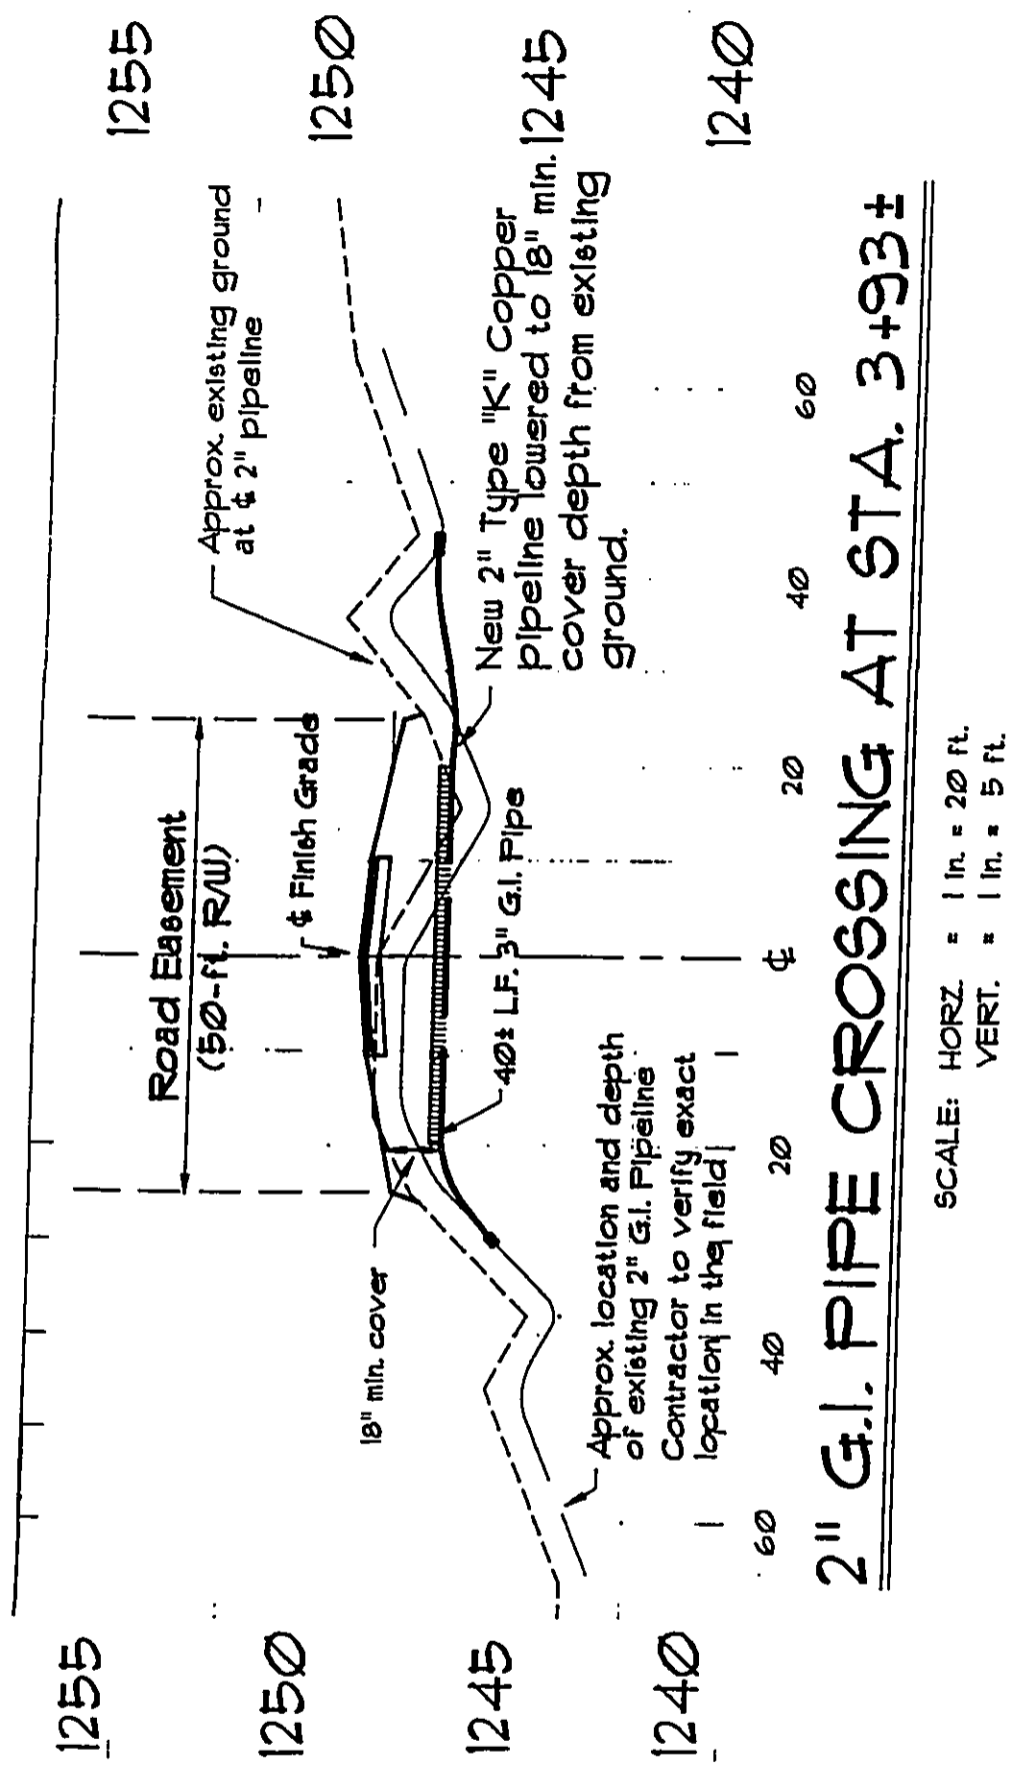 1255
1255
1250
1250
1245
1245
1240
1240
Road Easement
(50-ft. R/W)
Approx. existing ground
at ℄ 2" pipeline
℄ Finish Grade
18" min. cover
40± L.F. 3" G.I. Pipe
New 2" Type "K" Copper
pipeline lowered to 18" min.
cover depth from existing
ground.
Approx. location and depth
of existing 2" G.I. Pipeline
Contractor to verify exact
location in the field
60
40
20
℄
20
40
60
2" G.I. PIPE CROSSING AT STA. 3+93±
SCALE: HORZ. = 1 in. = 20 ft.
VERT. = 1 in. = 5 ft.